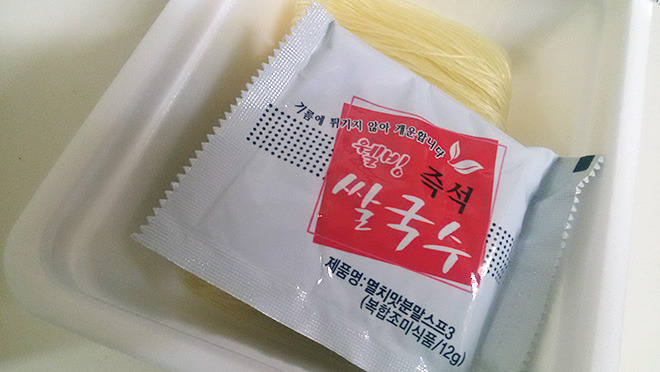 기름에 튀기지 않아 개운합니다
웰빙
즉석
쌀국수
제품명: 멸치맛분말스프3
(복합조미식품/12g)